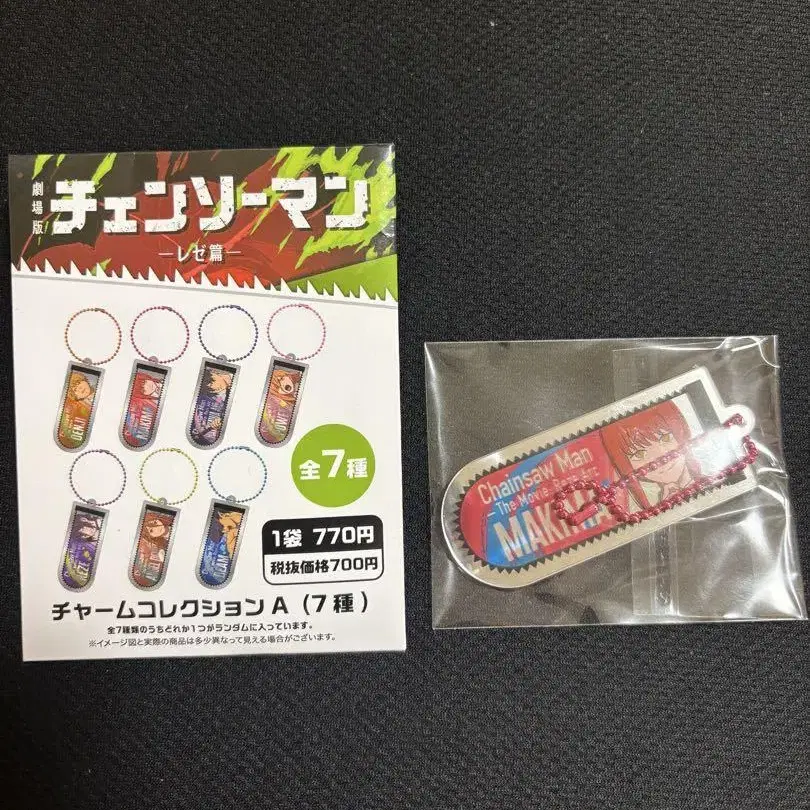 劇場版
チェンソーマン
―レゼ篇―
DENJI
MAKIMA
全7種
1袋 770円
税抜価格700円
チャームコレクション A (7種)
全7種類のうちどれか1つがランダムに入っています。
※イメージ図と実際の商品は多少異なって見える場合がございます。
Chainsaw Man
The Movie: Reze Arc
MAKIMA